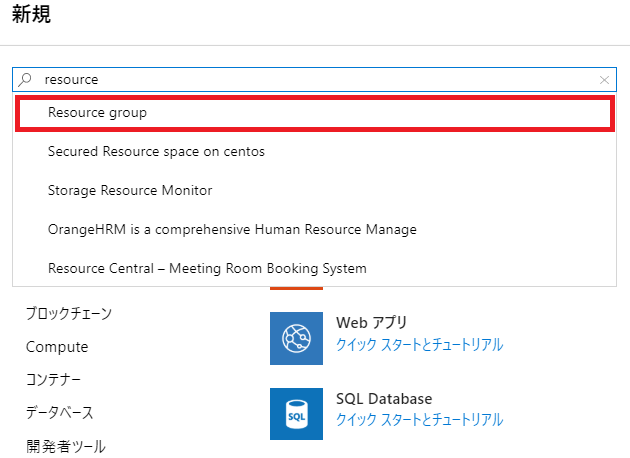 新規
resource
Resource group
Secured Resource space on centos
Storage Resource Monitor
OrangeHRM is a comprehensive Human Resource Manage
Resource Central – Meeting Room Booking System
ブロックチェーン
Compute
コンテナー
データベース
開発者ツール
Web アプリ
クイック スタートとチュートリアル
SQL
SQL Database
クイック スタートとチュートリアル